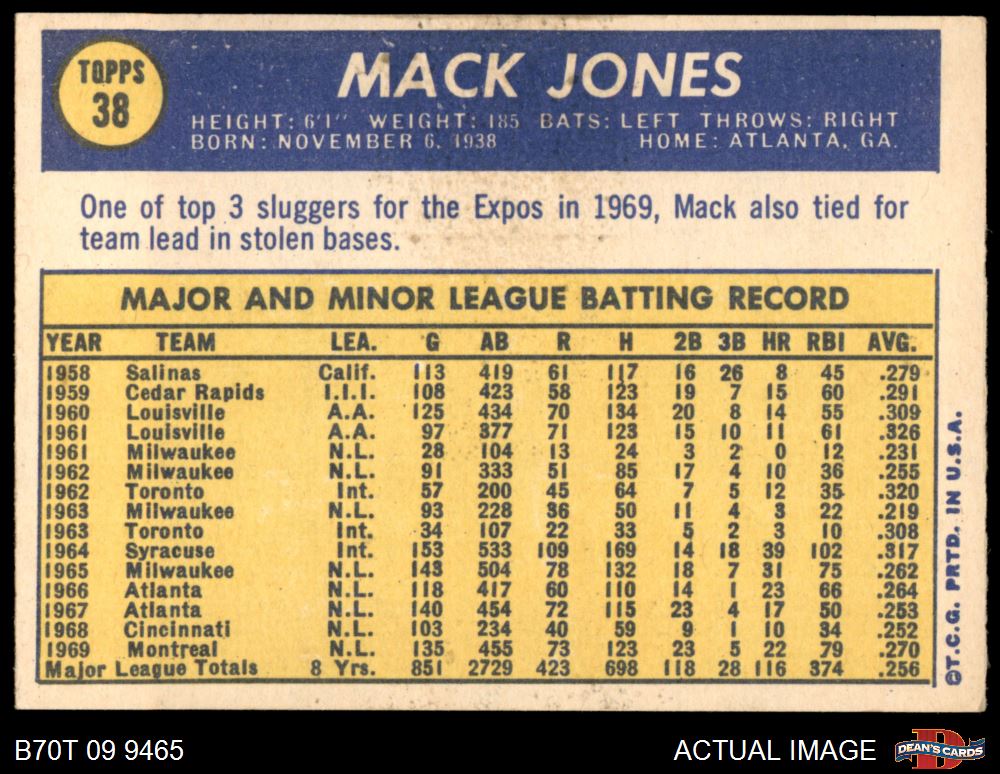 TOPPS
38
MACK JONES
HEIGHT: 6'1" WEIGHT: 185 BATS: LEFT THROWS: RIGHT
BORN: NOVEMBER 6, 1938 HOME: ATLANTA, GA.
One of top 3 sluggers for the Expos in 1969, Mack also tied for
team lead in stolen bases.
MAJOR AND MINOR LEAGUE BATTING RECORD
YEAR TEAM LEA. G AB R H 2B 3B HR RBI AVG.
1958 Salinas Calif. 113 419 61 117 16 26 8 45 .279
1959 Cedar Rapids I.I.I. 108 423 58 123 19 7 15 60 .291
1960 Louisville A.A. 125 434 70 134 20 8 14 55 .309
1961 Louisville A.A. 97 377 71 123 15 10 11 61 .326
1961 Milwaukee N.L. 28 104 13 24 3 2 0 12 .231
1962 Milwaukee N.L. 91 333 51 85 17 4 10 36 .255
1962 Toronto Int. 57 200 45 64 7 5 12 35 .320
1963 Milwaukee N.L. 93 228 36 50 11 4 3 22 .219
1963 Toronto Int. 34 107 22 33 5 2 3 10 .308
1964 Syracuse Int. 153 533 109 169 14 18 39 102 .317
1965 Milwaukee N.L. 143 504 78 132 18 7 31 75 .262
1966 Atlanta N.L. 118 417 60 110 14 1 23 66 .264
1967 Atlanta N.L. 140 454 72 115 23 4 17 50 .253
1968 Cincinnati N.L. 103 234 40 59 9 1 10 34 .252
1969 Montreal N.L. 135 455 73 123 23 5 22 79 .270
Major League Totals 8 Yrs. 851 2729 423 698 118 28 116 374 .256
©T.C.G. PRTD. IN U.S.A.
B70T 09 9465 ACTUAL IMAGE
D
DEAN'S CARDS